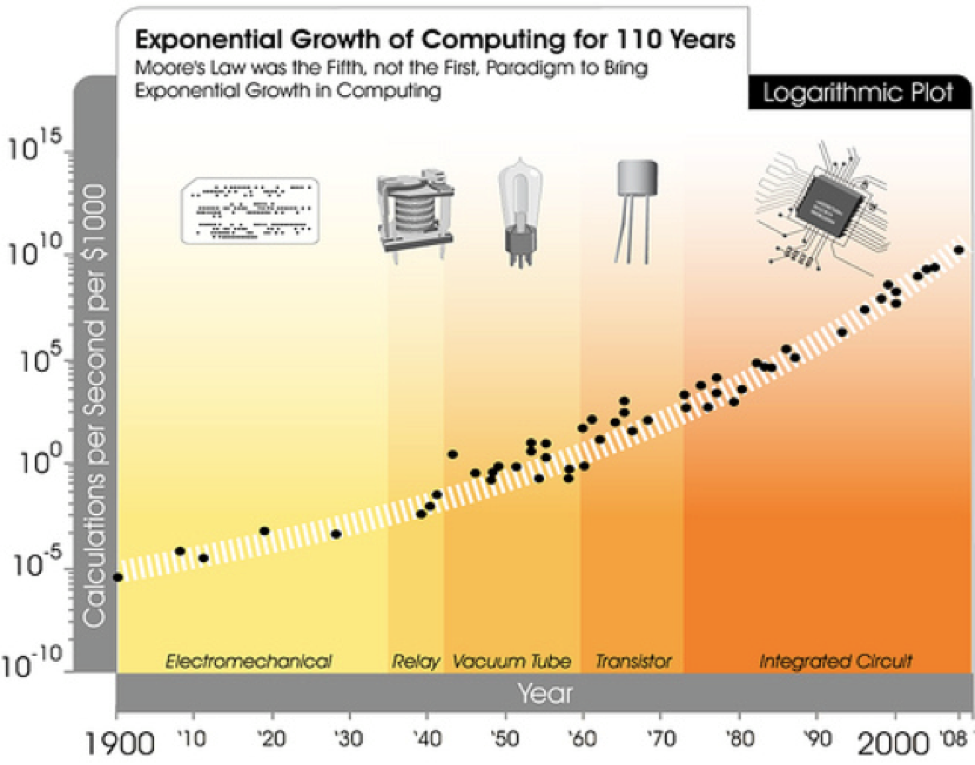 Exponential Growth of Computing for 110 Years
Moore's Law was the Fifth, not the First, Paradigm to Bring
Exponential Growth in Computing
Logarithmic Plot
Calculations per Second per $1000
10^15
10^10
10^5
10^0
10^-5
10^-10
Electromechanical Relay Vacuum Tube Transistor Integrated Circuit
Year
1900 '10 '20 '30 '40 '50 '60 '70 '80 '90 2000 '08